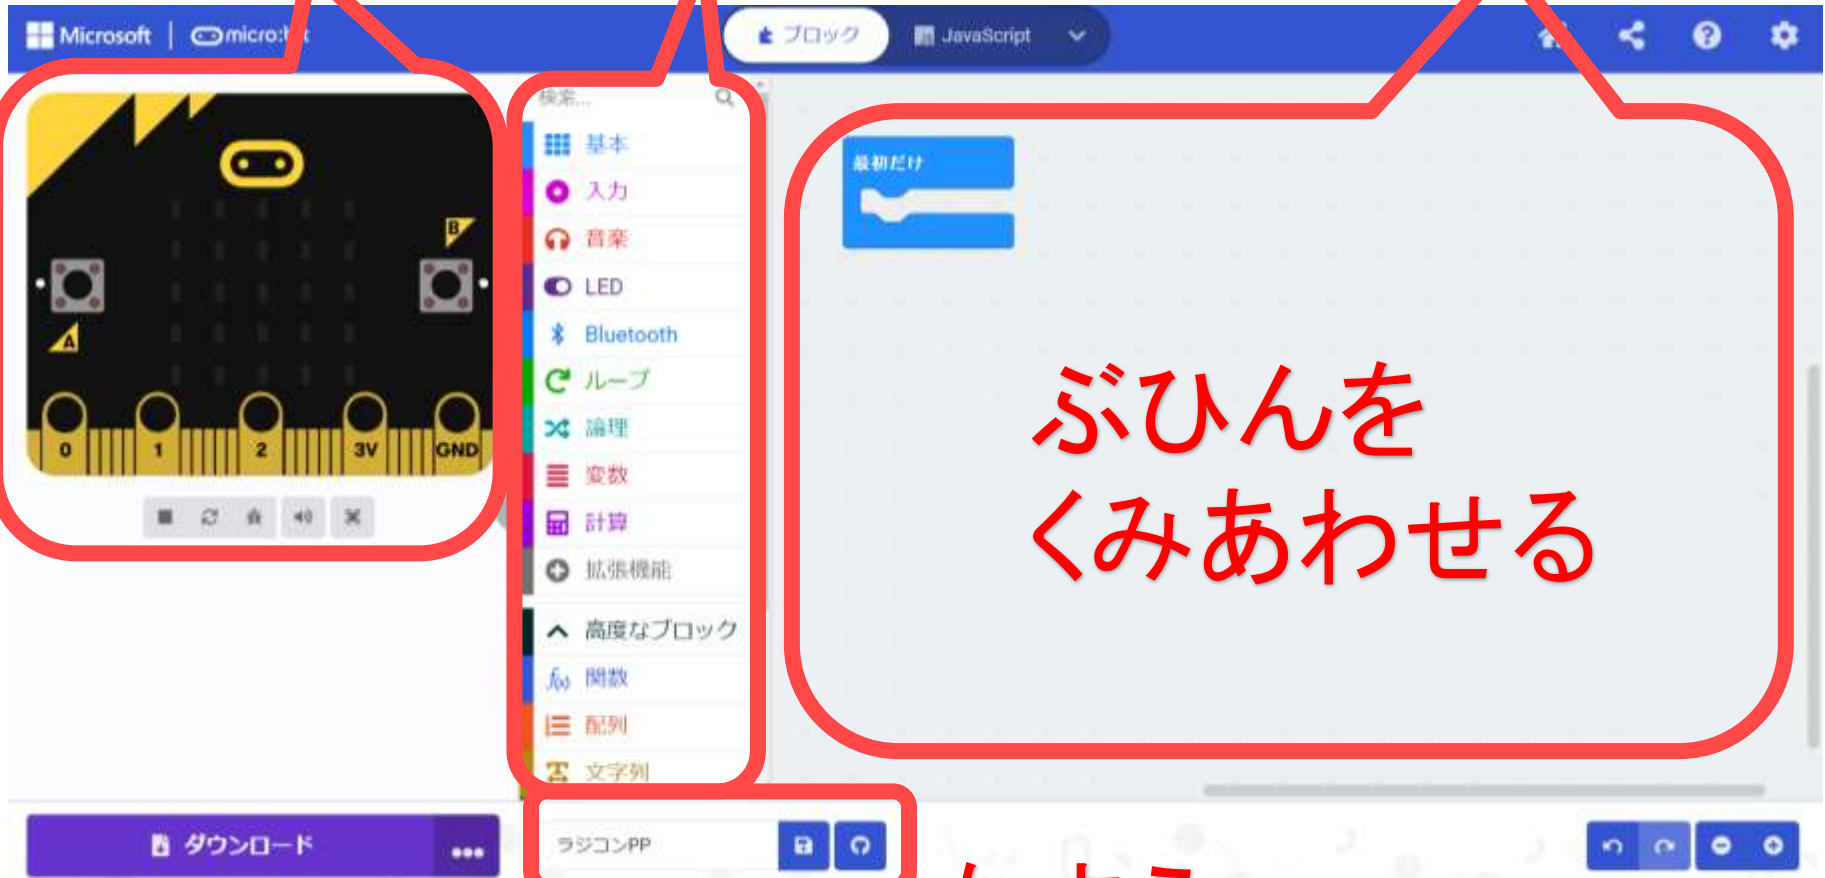 Microsoft
micro:bit
ブロック
JavaScript
検索...
基本
入力
音楽
LED
Bluetooth
ループ
論理
変数
計算
拡張機能
高度なブロック
関数
配列
文字列
B
A
0
1
2
3V
GND
最初だけ
ぶひんを
くみあわせる
ダウンロード
ラジコンPP